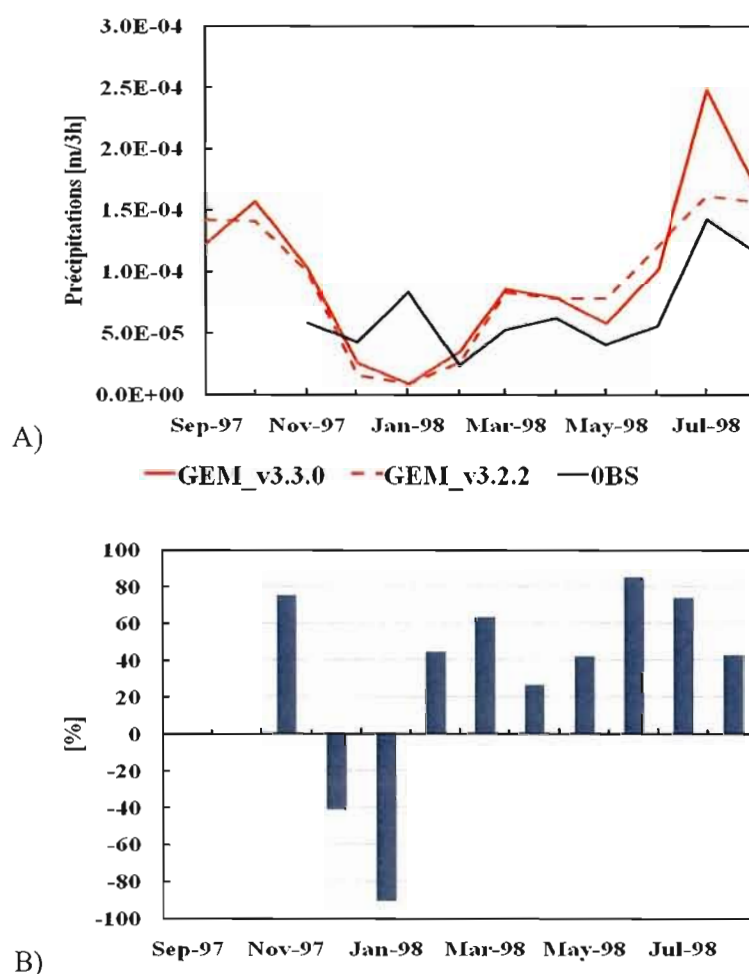 3.0E-04
2.5E-04
2.0E-04
1.5E-04
1.0E-04
5.0E-05
0.0E+00
Précipitations [m/3h]
Sep-97 Nov-97 Jan-98 Mar-98 May-98 Jul-98
A)
GEM_v3.3.0 GEM_v3.2.2 0BS
100
80
60
40
20
0
-20
-40
-60
-80
-100
[%]
Sep-97 Nov-97 Jan-98 Mar-98 May-98 Jul-98
B)